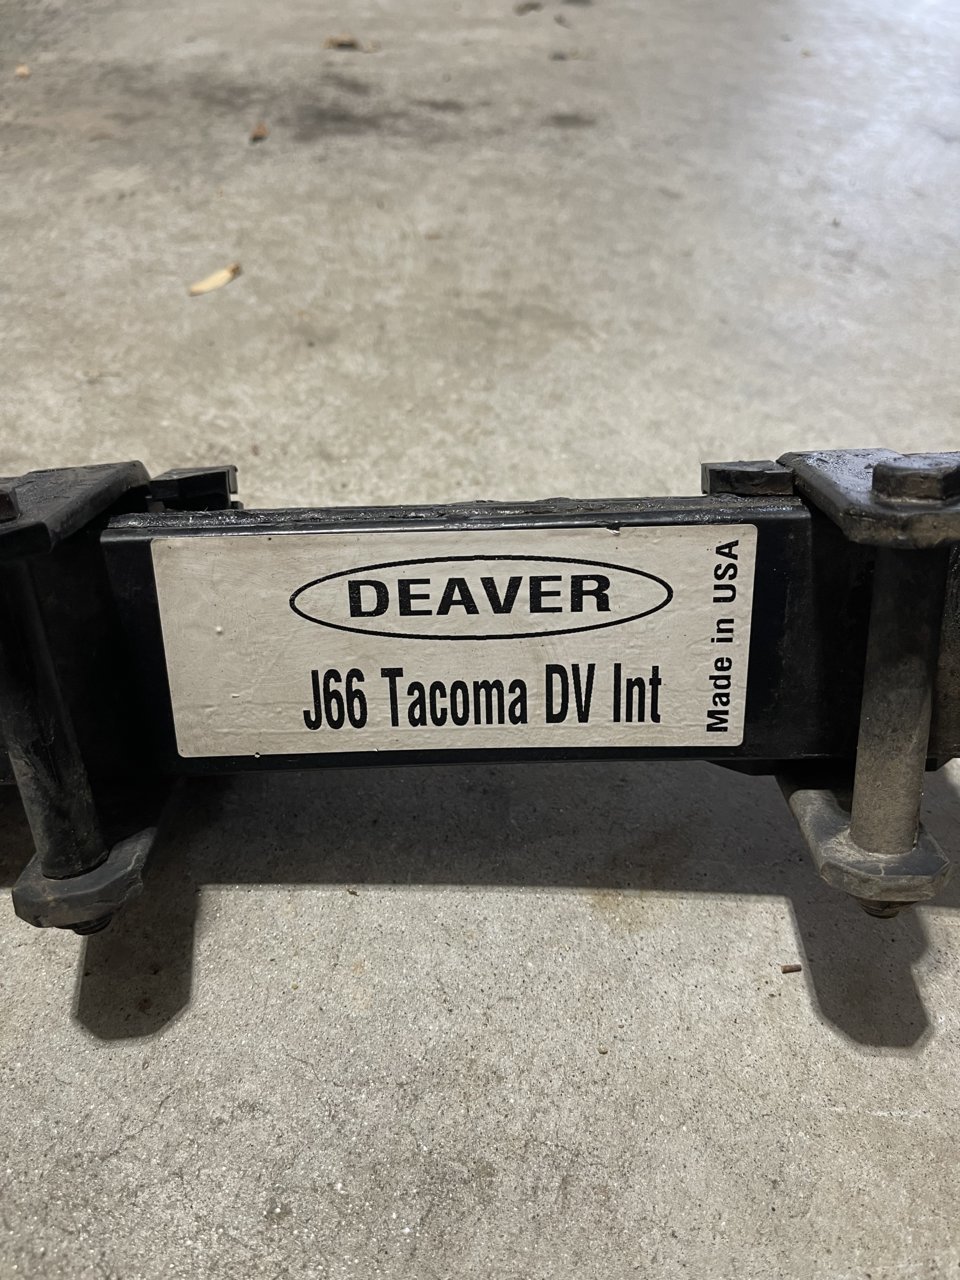 DEAVER
J66 Tacoma DV Int
Made in USA